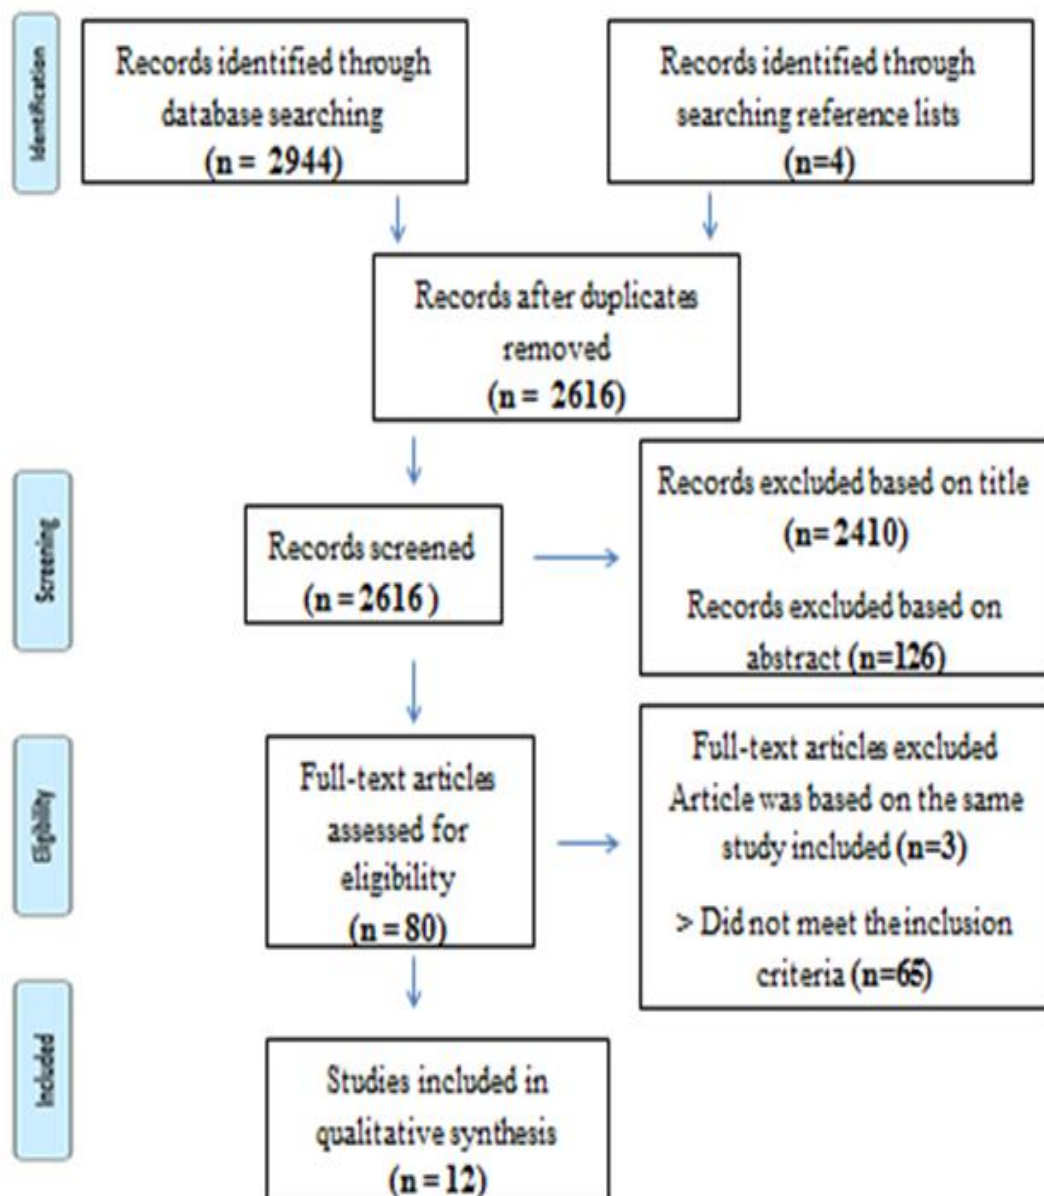 Identification
Records identified through
database searching
(n = 2944)
Records identified through
searching reference lists
(n=4)
Records after duplicates
removed
(n = 2616)
Screening
Records screened
(n = 2616 )
Records excluded based on title
(n=2410)
Records excluded based on
abstract (n=126)
Eligibility
Full-text articles
assessed for
eligibility
(n = 80)
Full-text articles excluded
Article was based on the same
study included (n=3)
> Did not meet the inclusion
criteria (n=65)
Included
Studies included in
qualitative synthesis
(n = 12)